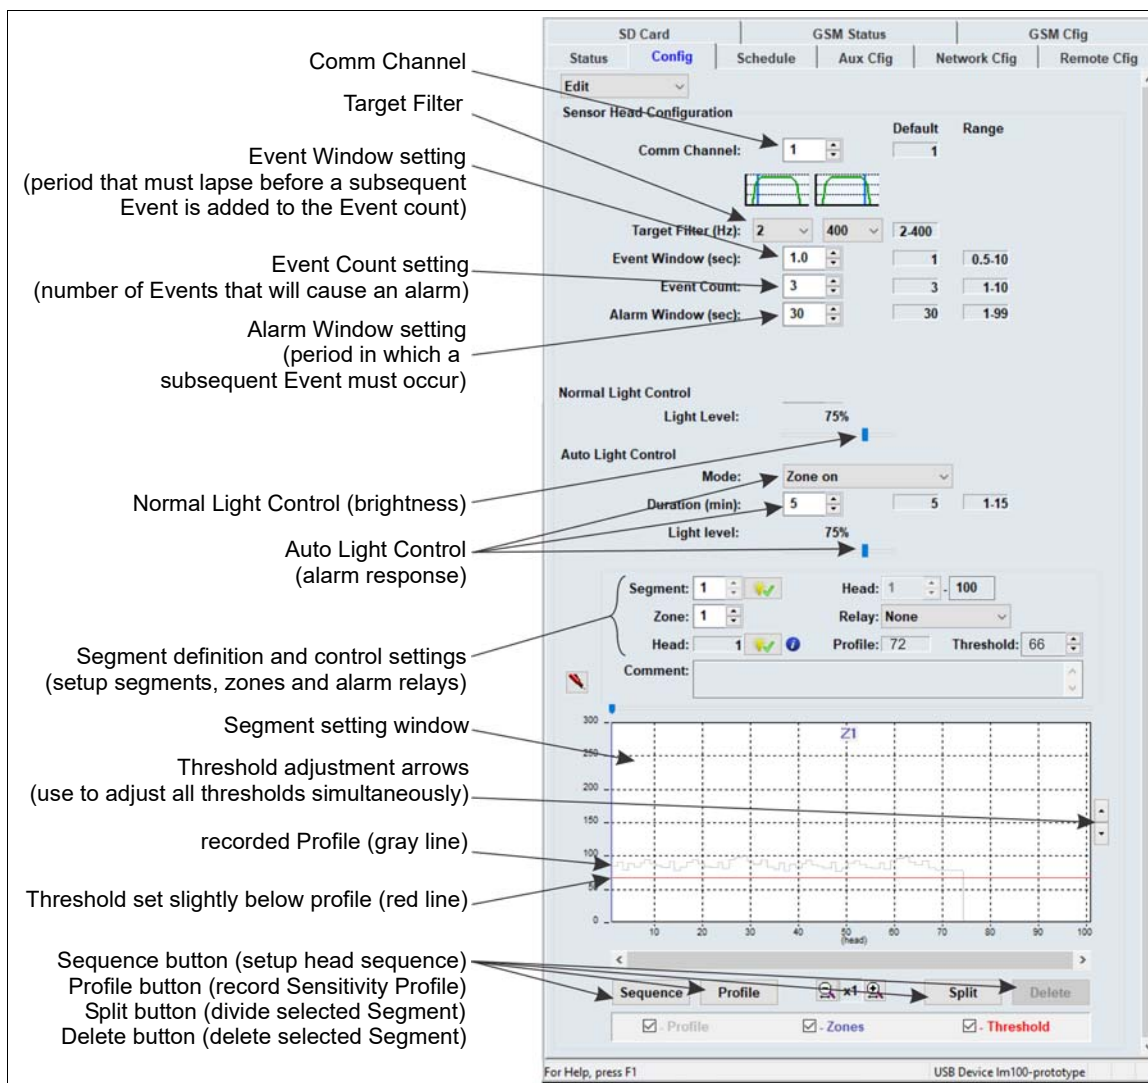 Comm Channel
Target Filter
Event Window setting
(period that must lapse before a subsequent
Event is added to the Event count)
Event Count setting
(number of Events that will cause an alarm)
Alarm Window setting
(period in which a
subsequent Event must occur)
Normal Light Control (brightness)
Auto Light Control
(alarm response)
Segment definition and control settings
(setup segments, zones and alarm relays)
Segment setting window
Threshold adjustment arrows
(use to adjust all thresholds simultaneously)
recorded Profile (gray line)
Threshold set slightly below profile (red line)
Sequence button (setup head sequence)
Profile button (record Sensitivity Profile)
Split button (divide selected Segment)
Delete button (delete selected Segment)
SD Card GSM Status GSM Cfig
Status Config Schedule Aux Cfig Network Cfig Remote Cfig
Edit
Sensor Head Configuration
Default Range
Comm Channel: 1 1
Target Filter (Hz): 2 400 2-400
Event Window (sec): 1.0 1 0.5-10
Event Count: 3 3 1-10
Alarm Window (sec): 30 30 1-99
Normal Light Control
Light Level: 75%
Auto Light Control
Mode: Zone on
Duration (min): 5 5 1-15
Light level: 75%
Segment: 1 Head: 1 - 100
Zone: 1 Relay: None
Head: 1 Profile: 72 Threshold: 66
Comment:
Z1
300
250
200
150
100
50
0
10 20 30 40 50 60 70 80 90 100
(head)
Sequence Profile x1 Split Delete
- Profile - Zones - Threshold
For Help, press F1 USB Device lm100-prototype